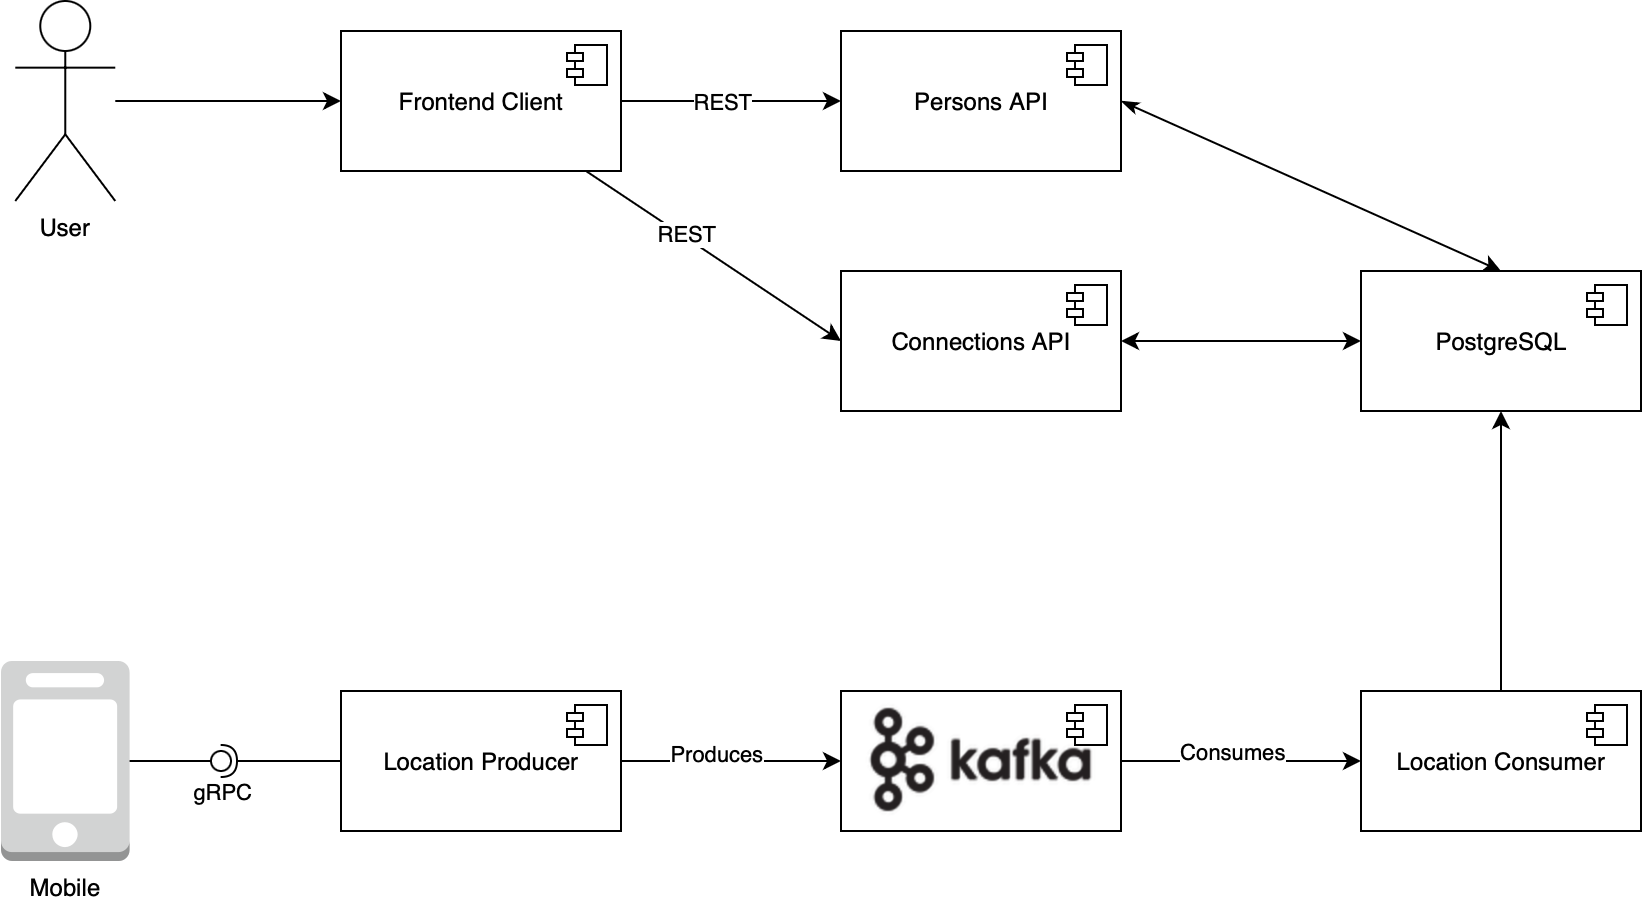 Frontend Client
REST
Persons API
User
REST
Connections API
PostgreSQL
Location Producer
Produces
kafka
Consumes
Location Consumer
gRPC
Mobile